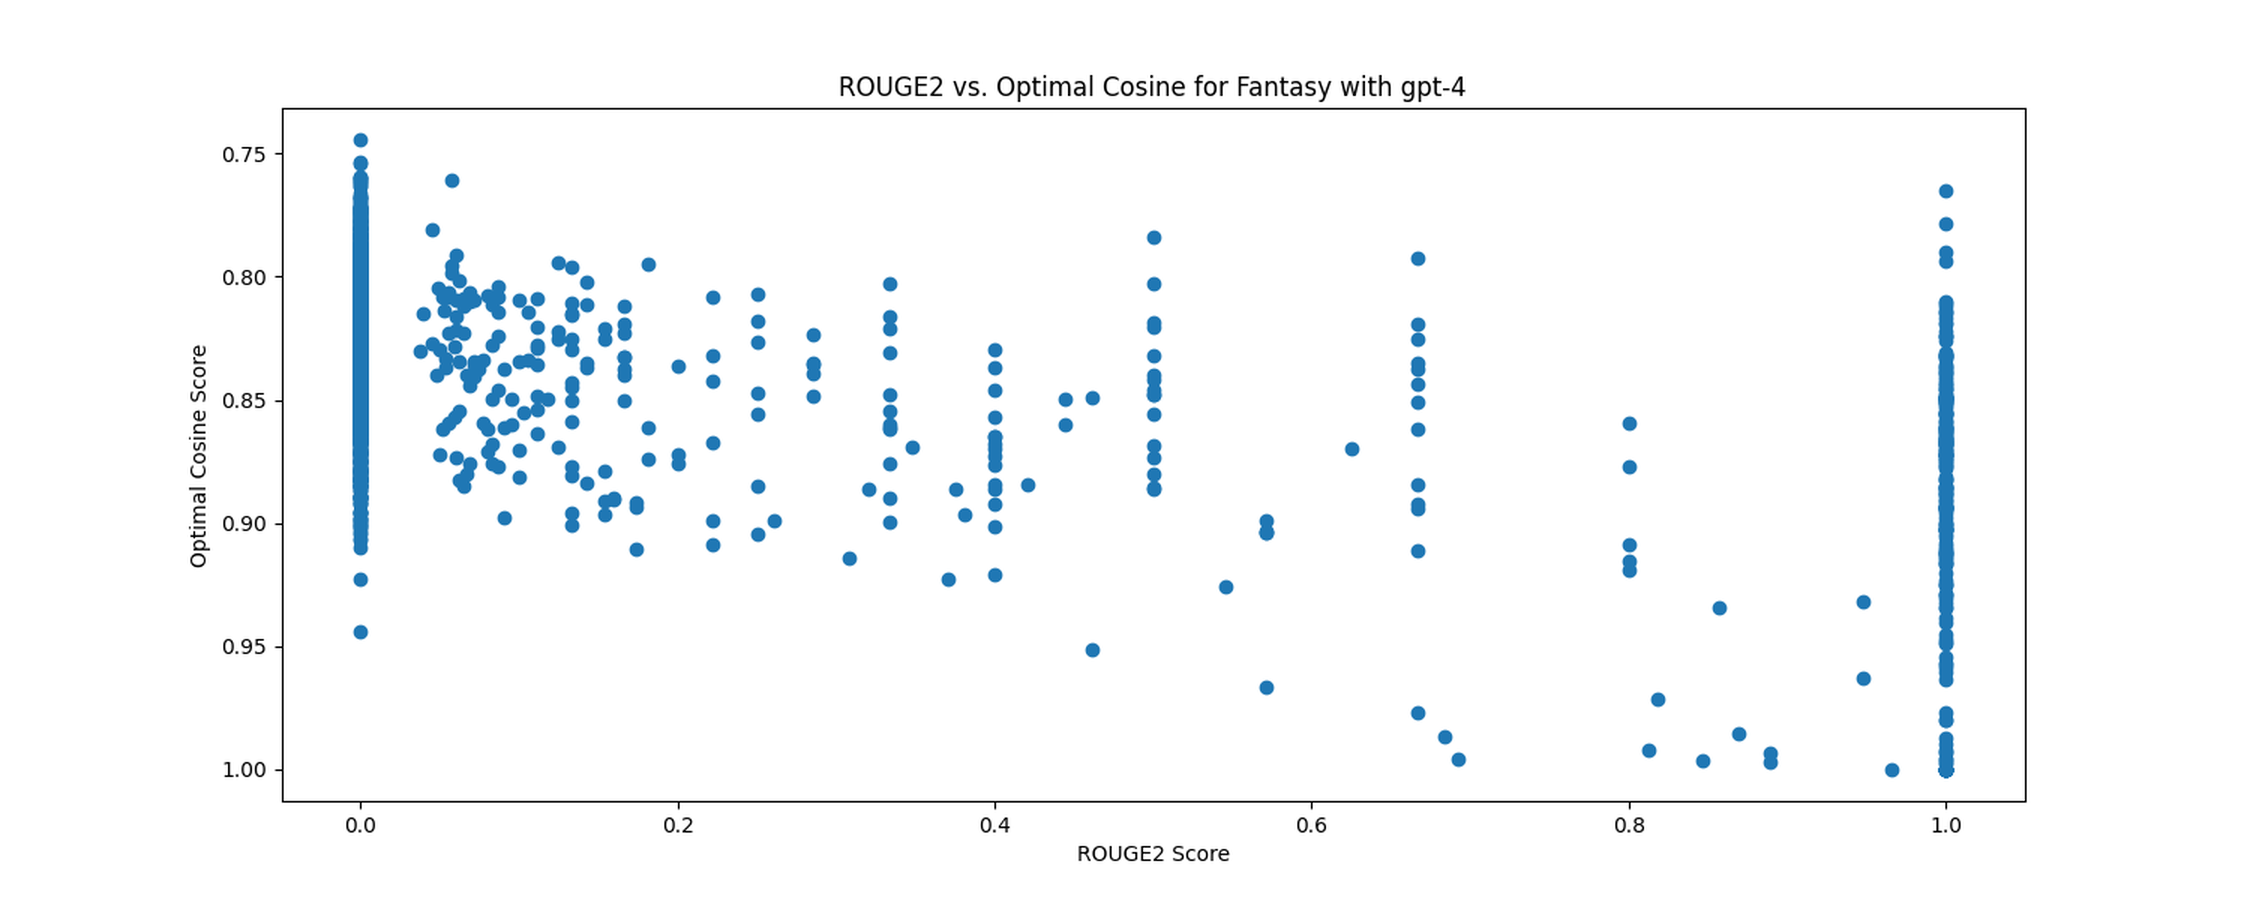 ROUGE2 vs. Optimal Cosine for Fantasy with gpt-4
Optimal Cosine Score
0.75
0.80
0.85
0.90
0.95
1.00
0.0 0.2 0.4 0.6 0.8 1.0
ROUGE2 Score